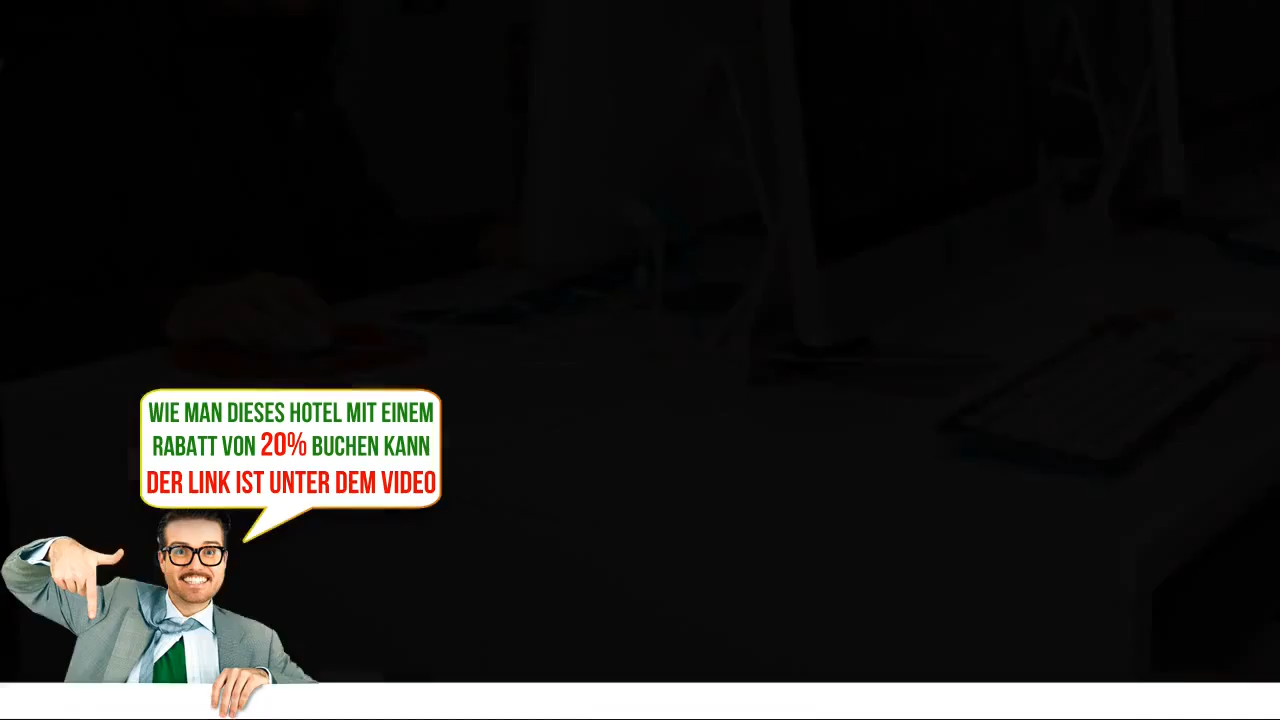 WIE MAN DIESES HOTEL MIT EINEM
RABATT VON 20% BUCHEN KANN
DER LINK IST UNTER DEM VIDEO